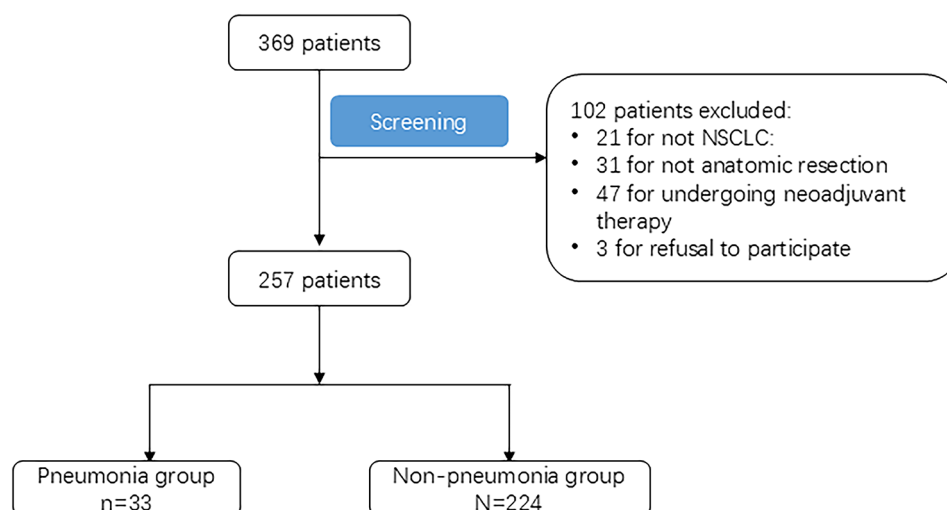 369 patients
Screening
102 patients excluded:
• 21 for not NSCLC:
• 31 for not anatomic resection
• 47 for undergoing neoadjuvant
therapy
• 3 for refusal to participate
257 patients
Pneumonia group
n=33
Non-pneumonia group
N=224